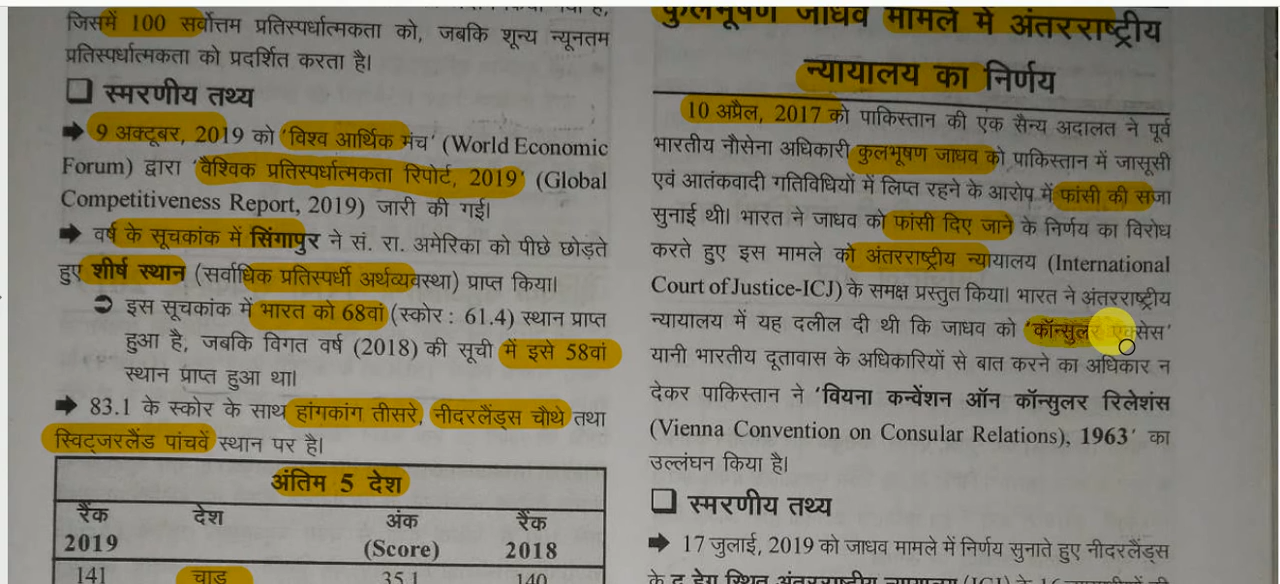 जिसमें 100 सर्वोत्तम प्रतिस्पर्धात्मकता को, जबकि शून्य न्यूनतम
प्रतिस्पर्धात्मकता को प्रदर्शित करता है।
❑ स्मरणीय तथ्य
➡ 9 अक्टूबर, 2019 को 'विश्व आर्थिक मंच' (World Economic
Forum) द्वारा 'वैश्विक प्रतिस्पर्धात्मकता रिपोर्ट, 2019' (Global
Competitiveness Report, 2019) जारी की गई।
➡ वर्ष के सूचकांक में सिंगापुर ने सं. रा. अमेरिका को पीछे छोड़ते
हुए शीर्ष स्थान (सर्वाधिक प्रतिस्पर्धी अर्थव्यवस्था) प्राप्त किया।
➲ इस सूचकांक में भारत को 68वां (स्कोर : 61.4) स्थान प्राप्त
हुआ है, जबकि विगत वर्ष (2018) की सूची में इसे 58वां
स्थान प्राप्त हुआ था।
➡ 83.1 के स्कोर के साथ हांगकांग तीसरे, नीदरलैंड्स चौथे तथा
स्विट्जरलैंड पांचवें स्थान पर है।
अंतिम 5 देश
रैंक देश अंक रैंक
2019 (Score) 2018
141 चाड 35.1 140
कुलभूषण जाधव मामले में अंतरराष्ट्रीय
न्यायालय का निर्णय
10 अप्रैल, 2017 को पाकिस्तान की एक सैन्य अदालत ने पूर्व
भारतीय नौसेना अधिकारी कुलभूषण जाधव को पाकिस्तान में जासूसी
एवं आतंकवादी गतिविधियों में लिप्त रहने के आरोप में फांसी की सजा
सुनाई थी। भारत ने जाधव को फांसी दिए जाने के निर्णय का विरोध
करते हुए इस मामले को अंतरराष्ट्रीय न्यायालय (International
Court of Justice-ICJ) के समक्ष प्रस्तुत किया। भारत ने अंतरराष्ट्रीय
न्यायालय में यह दलील दी थी कि जाधव को 'कॉन्सुलर एक्सेस'
यानी भारतीय दूतावास के अधिकारियों से बात करने का अधिकार न
देकर पाकिस्तान ने 'वियना कन्वेंशन ऑन कॉन्सुलर रिलेशंस
(Vienna Convention on Consular Relations), 1963' का
उल्लंघन किया है।
❑ स्मरणीय तथ्य
➡ 17 जुलाई, 2019 को जाधव मामले में निर्णय सुनाते हुए नीदरलैंड्स
के द हेग स्थित अंतरराष्ट्रीय न्यायालय (ICJ) के 16